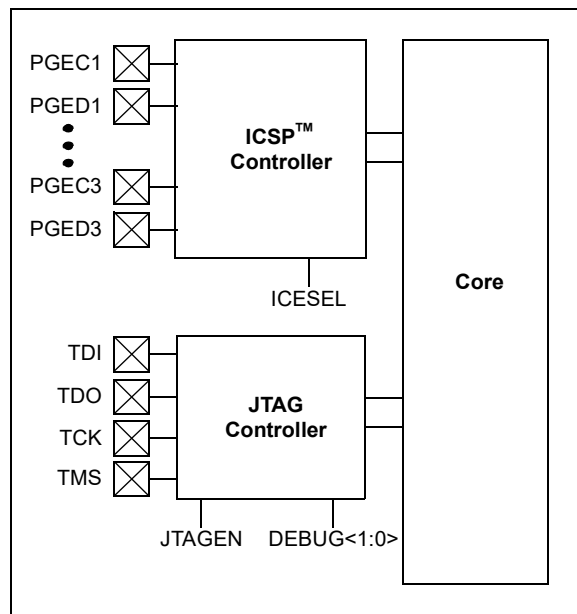 PGEC1
PGED1
PGEC3
PGED3
ICSP™
Controller
ICESEL
Core
TDI
TDO
TCK
TMS
JTAG
Controller
JTAGEN
DEBUG<1:0>